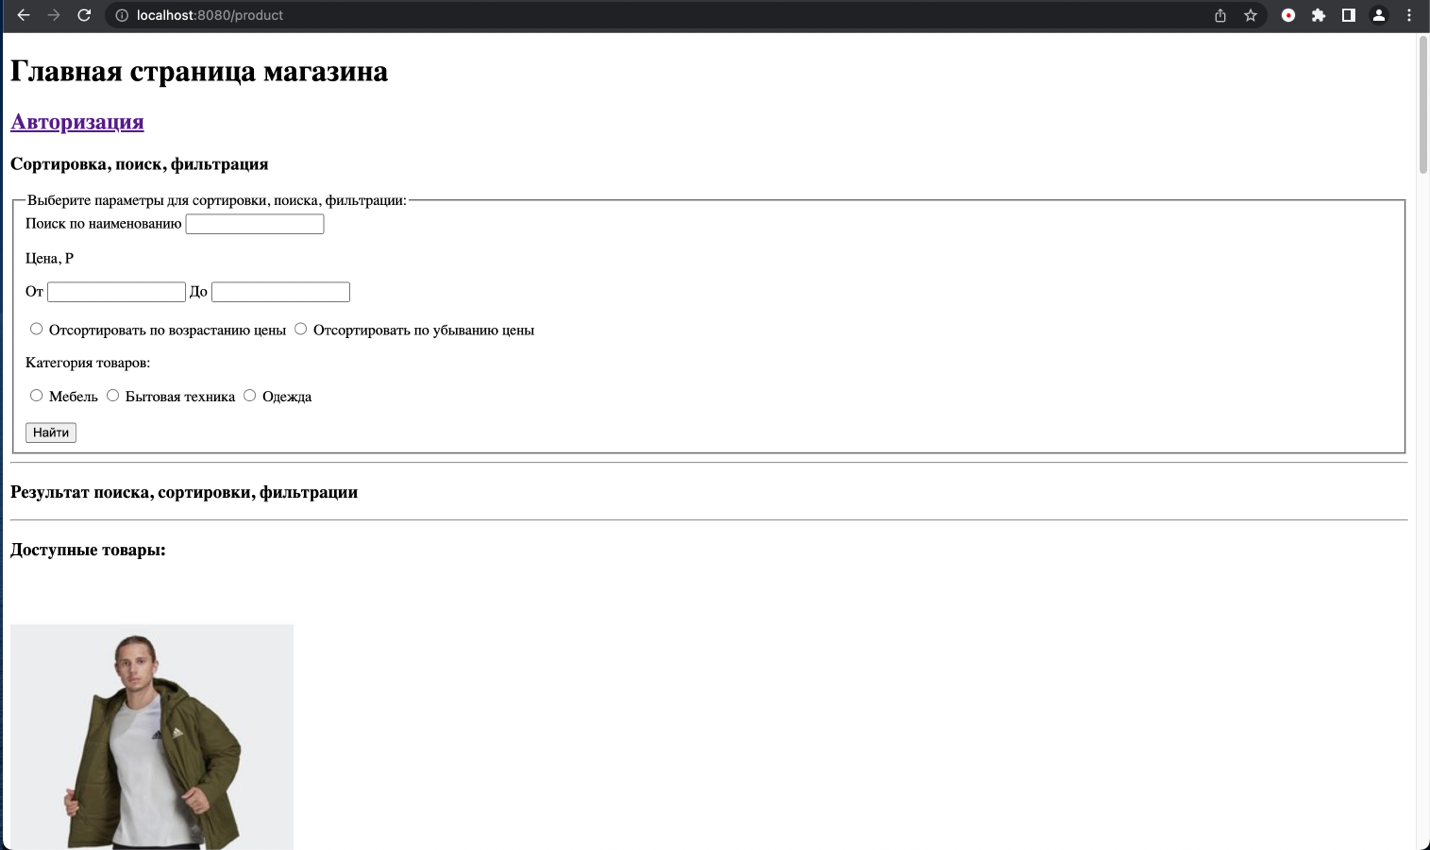 localhost:8080/product
Главная страница магазина
Авторизация
Сортировка, поиск, фильтрация
Выберите параметры для сортировки, поиска, фильтрации:
Поиск по наименованию
Цена, Р
От До
Отсортировать по возрастанию цены Отсортировать по убыванию цены
Категория товаров:
Мебель Бытовая техника Одежда
Найти
Результат поиска, сортировки, фильтрации
Доступные товары: